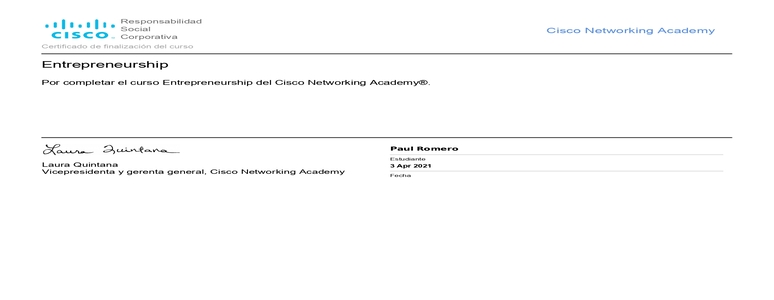 CISCO
Responsabilidad
Social
Corporativa
Cisco Networking Academy
Certificado de finalización del curso
Entrepreneurship
Por completar el curso Entrepreneurship del Cisco Networking Academy®.
Laura Quintana
Laura Quintana
Vicepresidenta y gerenta general, Cisco Networking Academy
Paul Romero
Estudiante
3 Apr 2021
Fecha